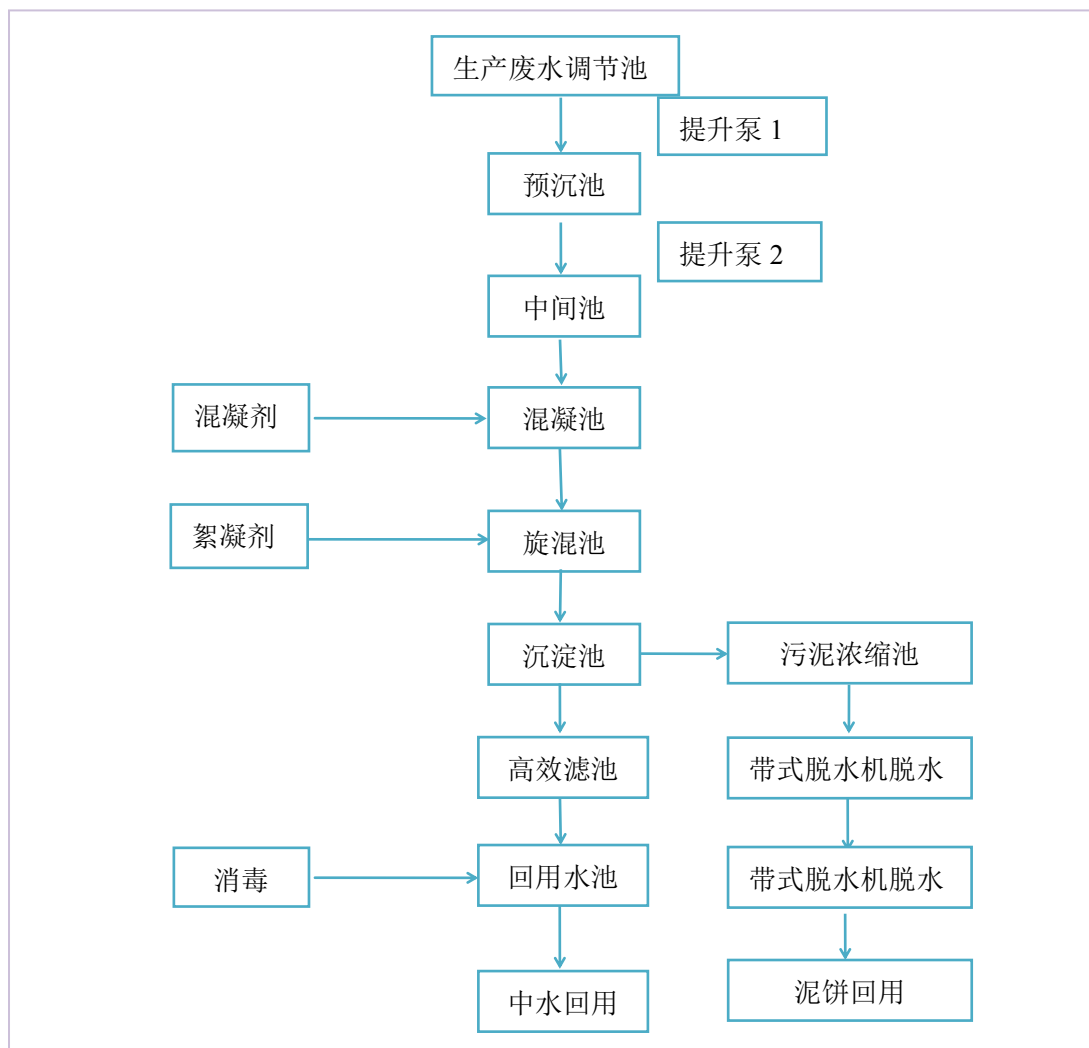 生产废水调节池
提升泵 1
预沉池
提升泵 2
中间池
混凝剂
混凝池
絮凝剂
旋混池
沉淀池
污泥浓缩池
高效滤池
带式脱水机脱水
消毒
回用水池
带式脱水机脱水
中水回用
泥饼回用